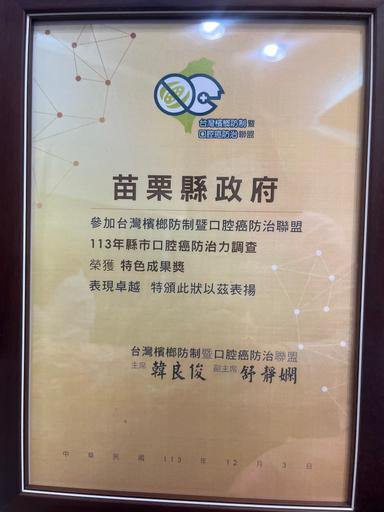 台灣檳榔防制暨
口腔癌防治聯盟
苗栗縣政府
參加台灣檳榔防制暨口腔癌防治聯盟
113年縣市口腔癌防治力調查
榮獲 特色成果獎
表現卓越 特頒此狀以茲表揚
台灣檳榔防制暨口腔癌防治聯盟
主席 韓良俊 副主席 舒靜嫻
中華民國 113 年 12 月 3 日